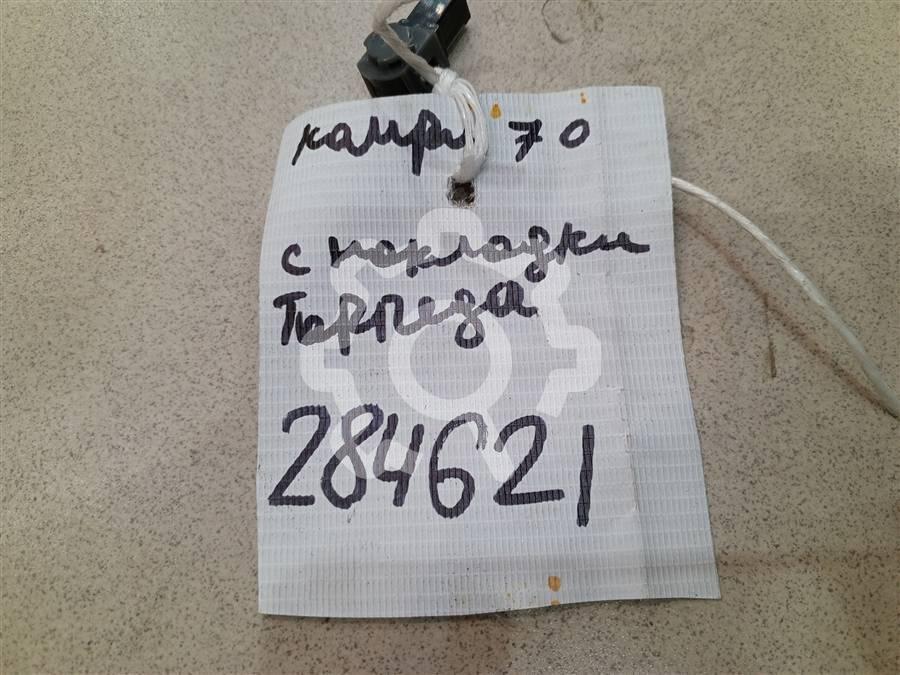 камри 70
с накладки
Торпеда
284621